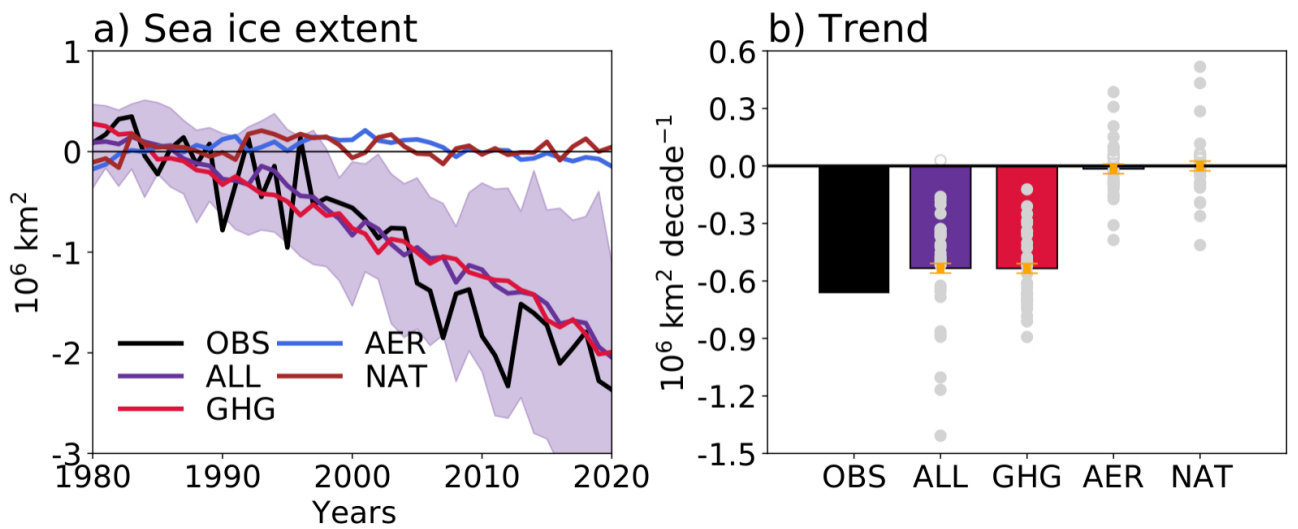 a) Sea ice extent
1
0
-1
-2
-3
10⁶ km²
OBS
ALL
GHG
AER
NAT
1980 1990 2000 2010 2020
Years
b) Trend
0.6
0.3
0.0
-0.3
-0.6
-0.9
-1.2
-1.5
10⁶ km² decade⁻¹
OBS ALL GHG AER NAT